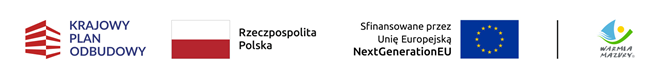 KRAJOWY
PLAN
ODBUDOWY
Rzeczpospolita
Polska
Sfinansowane przez
Unię Europejską
NextGenerationEU
WARMIA
MAZURY